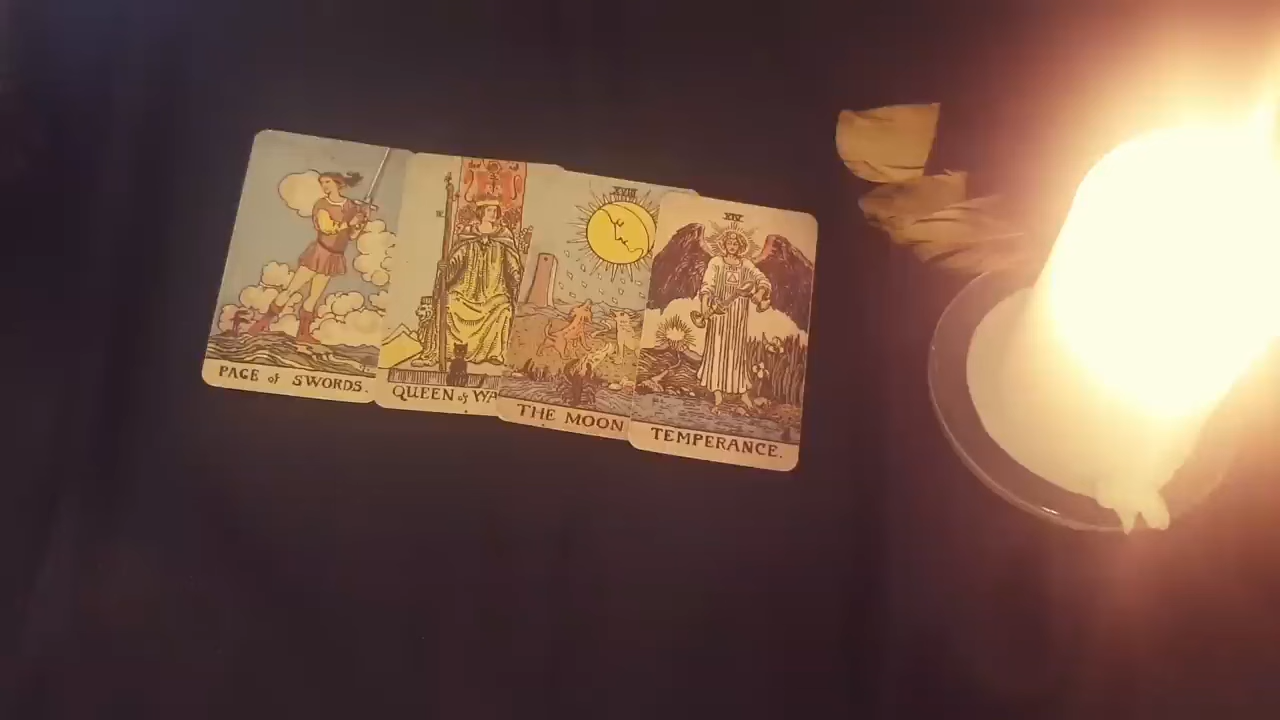 PAGE of SWORDS.
QUEEN of WA
XVIII
THE MOON
XIV
TEMPERANCE.